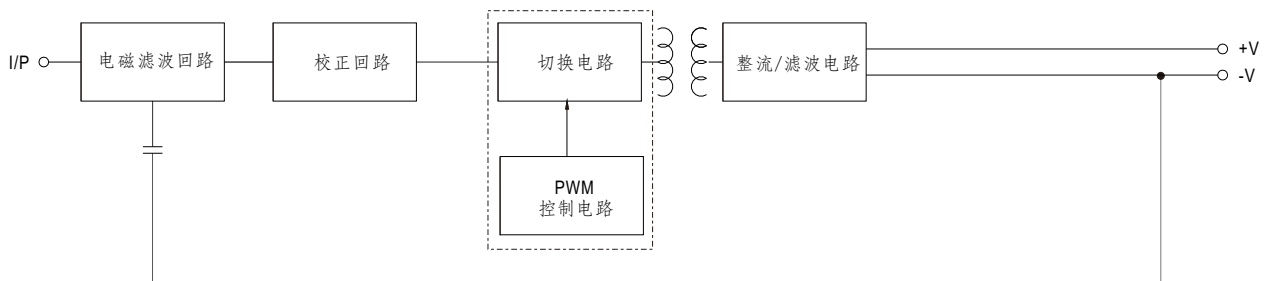 I/P
电磁滤波回路
校正回路
切换电路
整流/滤波电路
+V
-V
PWM
控制电路